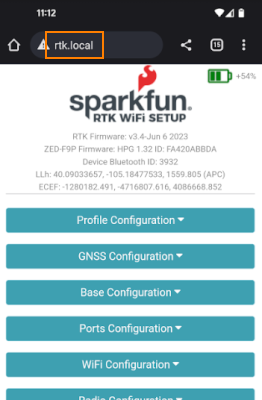 11:12
rtk.local
15
+54%
sparkfun
RTK WiFi SETUP
RTK Firmware: v3.4-Jun 6 2023
ZED-F9P Firmware: HPG 1.32 ID: FA420ABBDA
Device Bluetooth ID: 3932
LLh: 40.09033657, -105.18477533, 1559.805 (APC)
ECEF: -1280182.491, -4716807.616, 4086668.852
Profile Configuration
GNSS Configuration
Base Configuration
Ports Configuration
WiFi Configuration
Radio Configuration